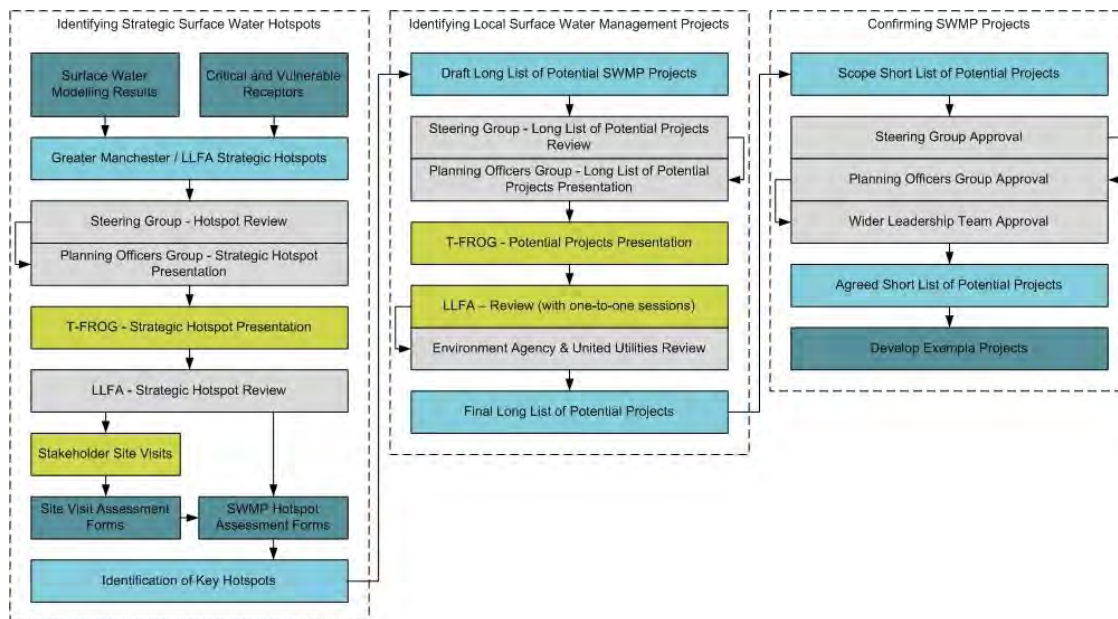 Identifying Strategic Surface Water Hotspots
Surface Water
Modelling Results
Critical and Vulnerable
Receptors
Greater Manchester / LLFA Strategic Hotspots
Steering Group - Hotspot Review
Planning Officers Group - Strategic Hotspot
Presentation
T-FROG - Strategic Hotspot Presentation
LLFA - Strategic Hotspot Review
Stakeholder Site Visits
Site Visit Assessment
Forms
SWMP Hotspot
Assessment Forms
Identification of Key Hotspots
Identifying Local Surface Water Management Projects
Draft Long List of Potential SWMP Projects
Steering Group - Long List of Potential Projects
Review
Planning Officers Group - Long List of Potential
Projects Presentation
T-FROG - Potential Projects Presentation
LLFA – Review (with one-to-one sessions)
Environment Agency & United Utilities Review
Final Long List of Potential Projects
Confirming SWMP Projects
Scope Short List of Potential Projects
Steering Group Approval
Planning Officers Group Approval
Wider Leadership Team Approval
Agreed Short List of Potential Projects
Develop Exempla Projects